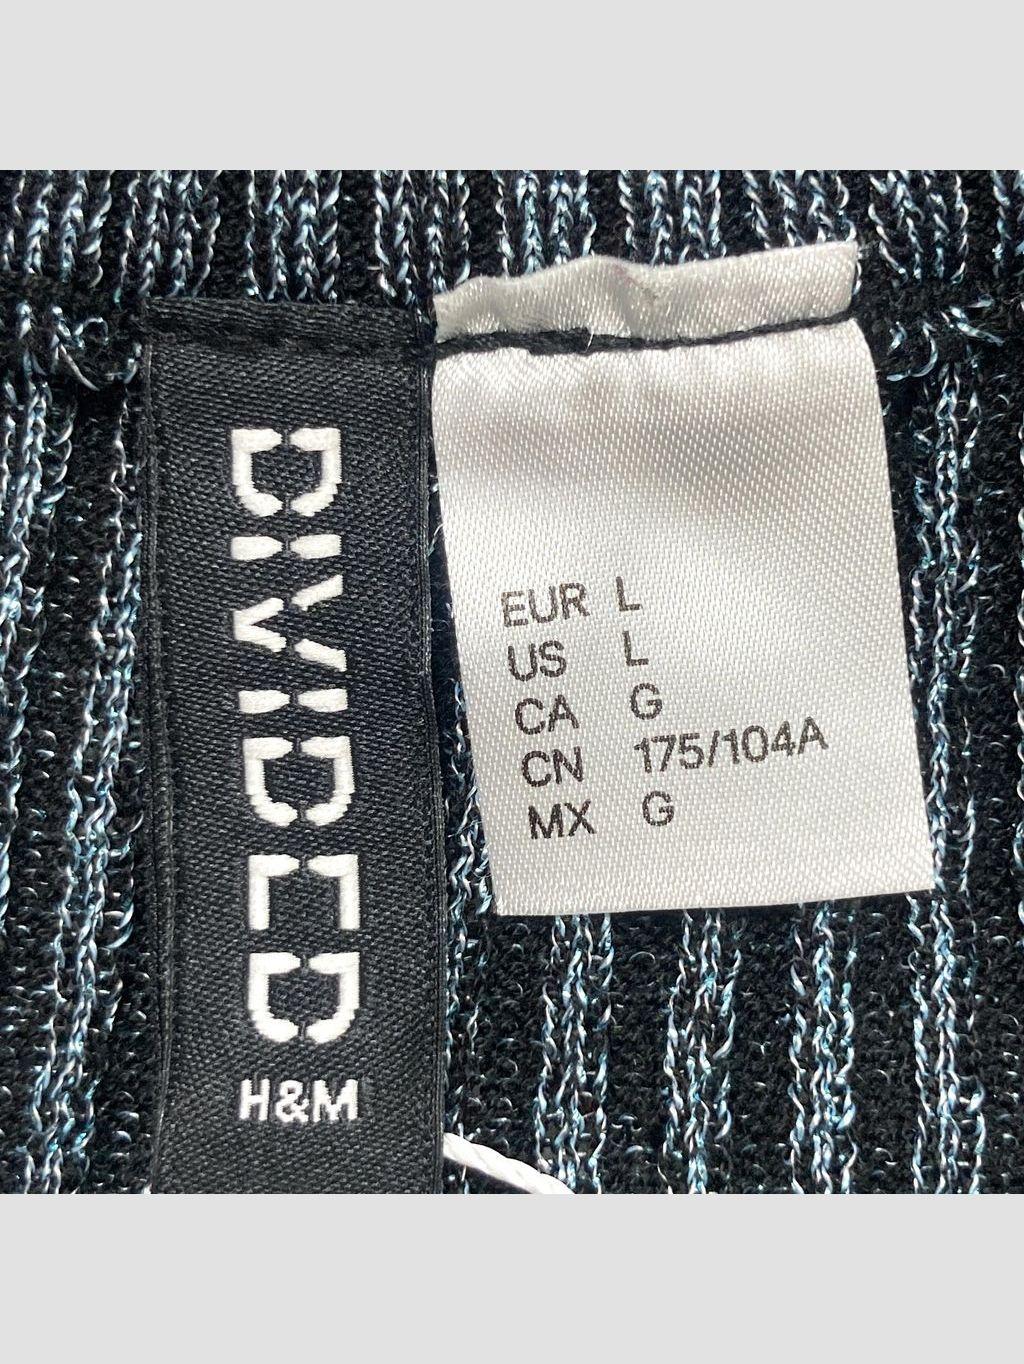 DIVIDED
H&M
EUR L
US L
CA G
CN 175/104A
MX G